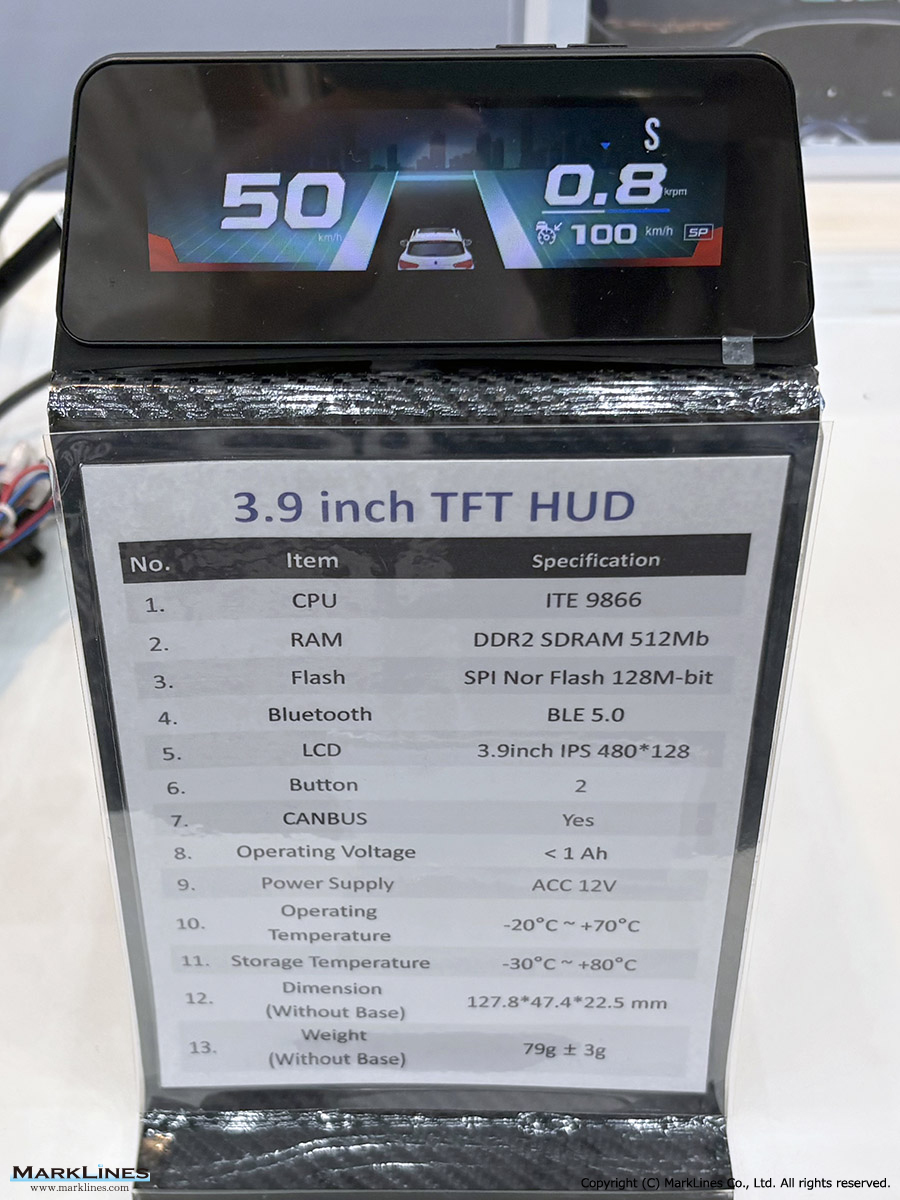 S
50 km/h
0.8 krpm
100 km/h SP
3.9 inch TFT HUD
No. Item Specification
1. CPU ITE 9866
2. RAM DDR2 SDRAM 512Mb
3. Flash SPI Nor Flash 128M-bit
4. Bluetooth BLE 5.0
5. LCD 3.9inch IPS 480*128
6. Button 2
7. CANBUS Yes
8. Operating Voltage < 1 Ah
9. Power Supply ACC 12V
10. Operating Temperature -20°C ~ +70°C
11. Storage Temperature -30°C ~ +80°C
12. Dimension (Without Base) 127.8*47.4*22.5 mm
13. Weight (Without Base) 79g ± 3g
MARKLINES
www.marklines.com
Copyright (C) MarkLines Co., Ltd. All rights reserved.